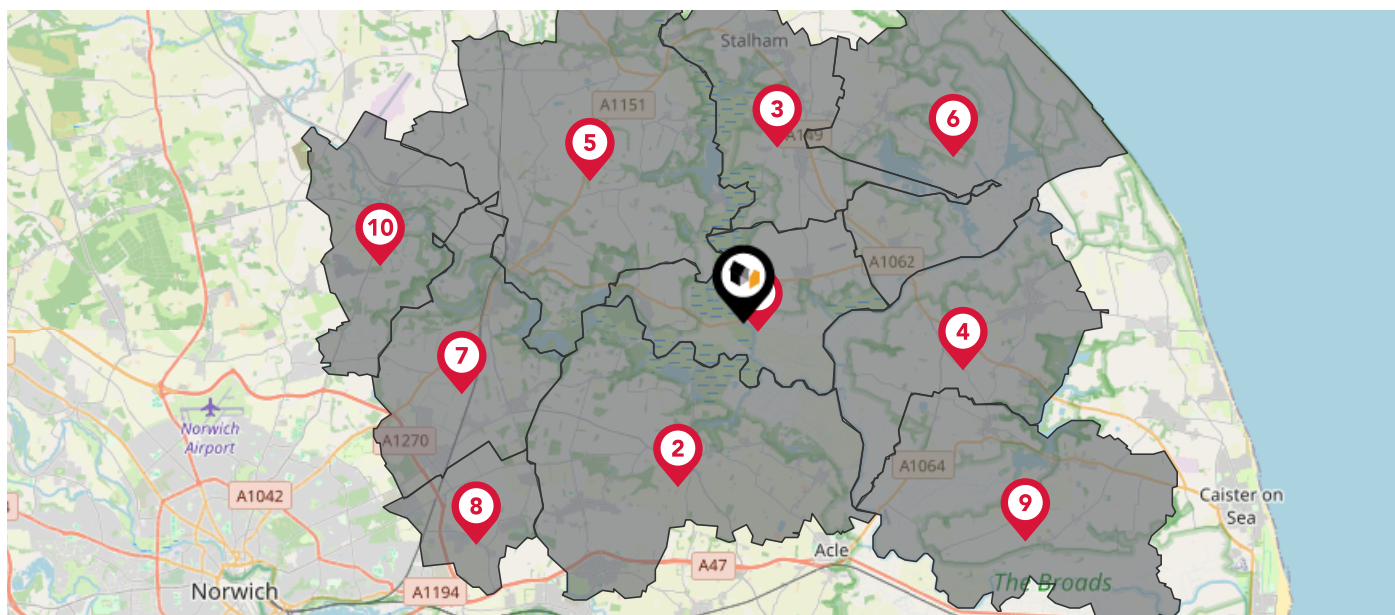 Stalham
A1151
3
A149
6
5
10
A1062
4
7
Norwich
Airport
A1270
2
A1064
A1042
8
9
Caister on
Sea
Acle
A47
The Broads
Norwich
A1194